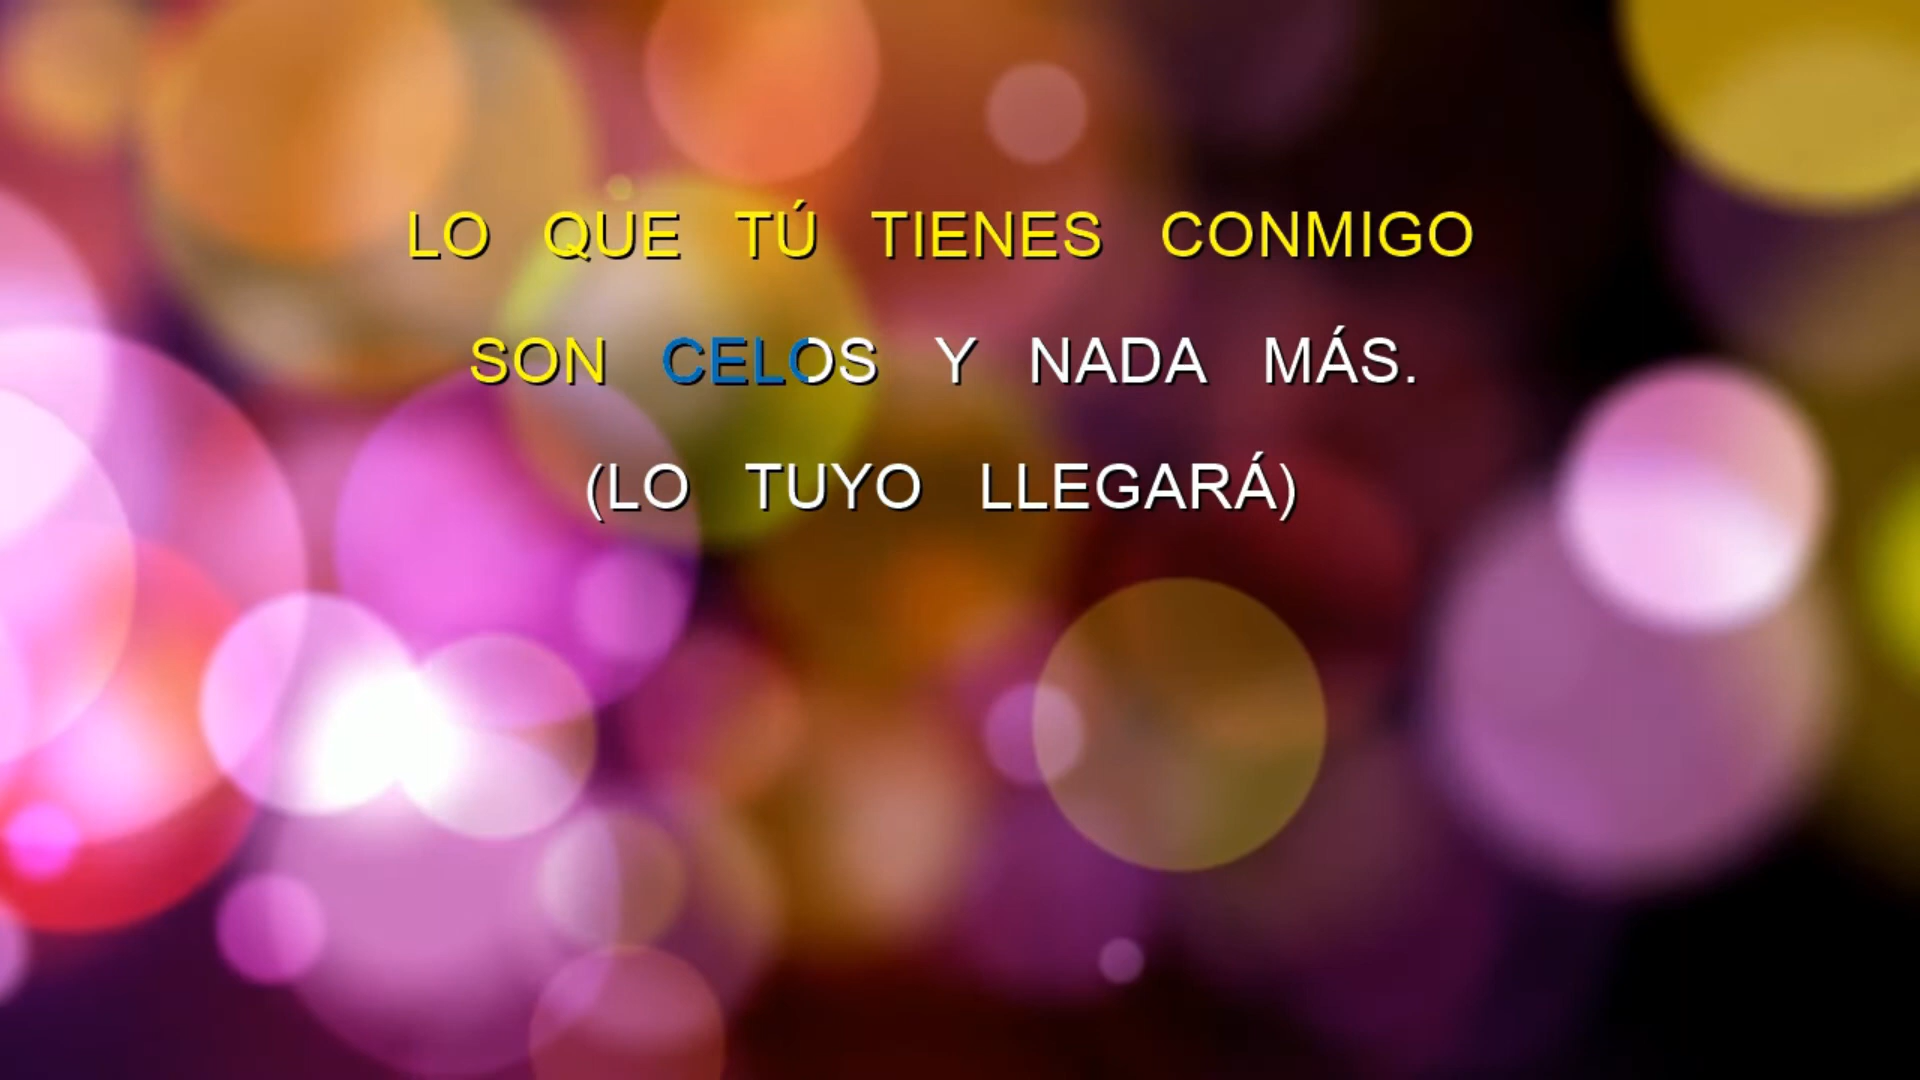 LO QUE TÚ TIENES CONMIGO
SON CELOS Y NADA MÁS.
(LO TUYO LLEGARÁ)